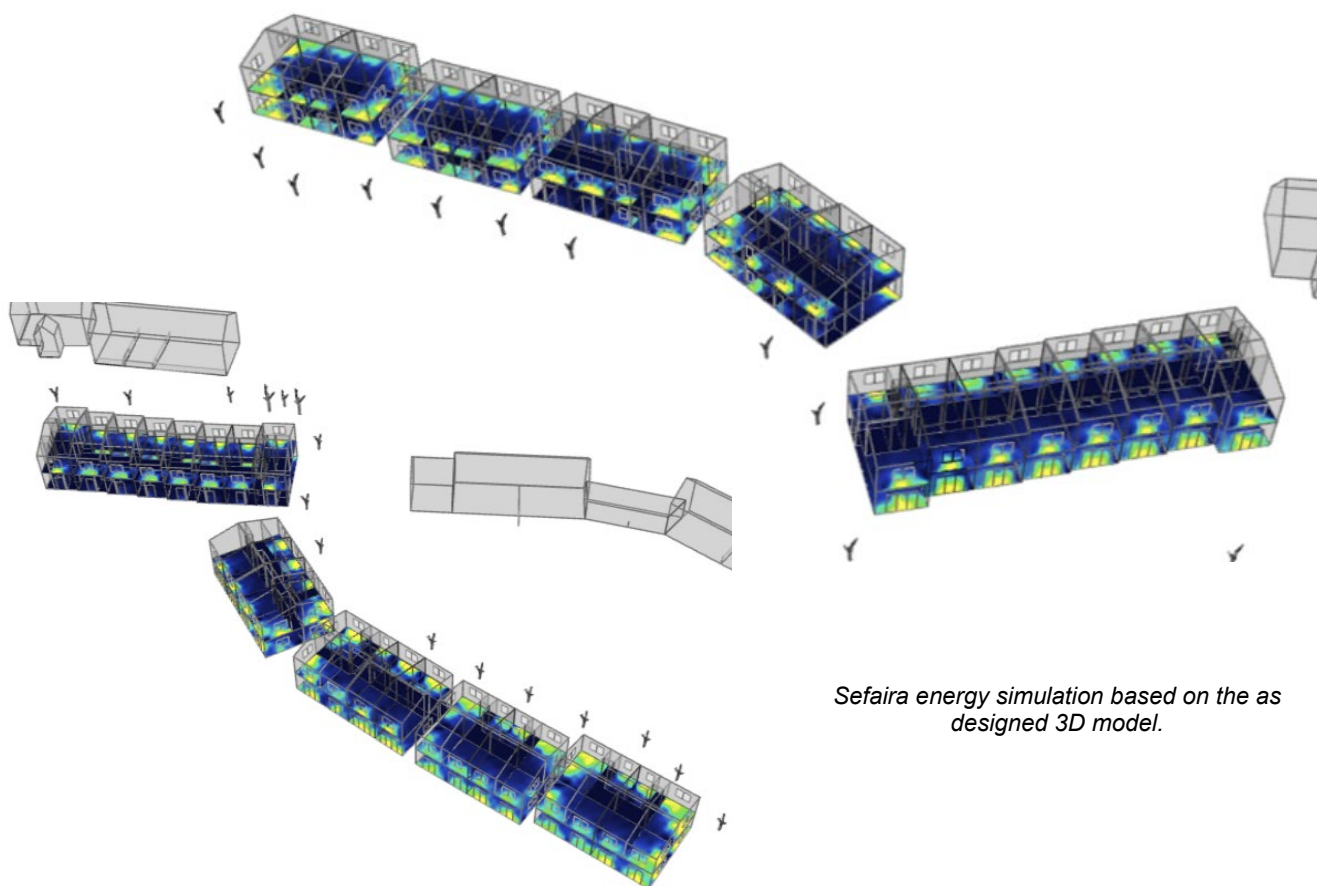 Sefaira energy simulation based on the as
designed 3D model.